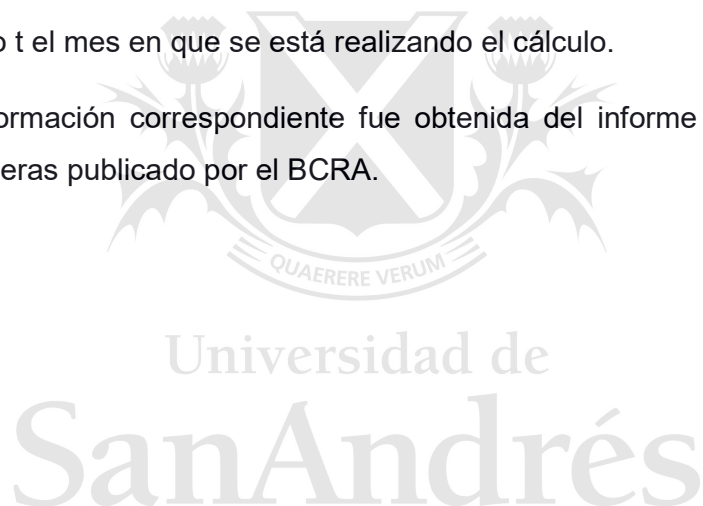 o t el mes en que se está realizando el cálculo.
ormación correspondiente fue obtenida del informe
eras publicado por el BCRA.
QUAERERE VERUM
Universidad de
SanAndrés